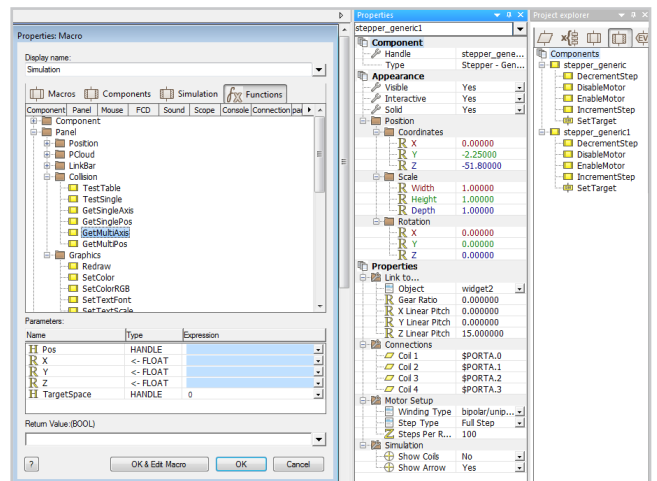 Properties: Macro
Display name:
Simulation
Macros Components Simulation Functions
Component Panel Mouse FCD Sound Scope Console Connection
Component
Panel
Position
PCloud
LinkBar
Collision
TestTable
TestSingle
GetSingleAxis
GetSinglePos
GetMultiAxis
GetMultiPos
Graphics
Redraw
SetColor
SetColorRGB
SetTextFont
SetTextScale
Parameters:
Name Type Expression
H Pos HANDLE
R X <- FLOAT
R Y <- FLOAT
R Z <- FLOAT
H TargetSpace HANDLE 0
Return Value:(BOOL)
? OK & Edit Macro OK Cancel
Properties
stepper_generic1
Component
Handle stepper_gene...
Type Stepper - Gen...
Appearance
Visible Yes
Interactive Yes
Solid Yes
Position
Coordinates
R X 0.00000
R Y -2.25000
R Z -51.80000
Scale
R Width 1.00000
R Height 1.00000
R Depth 1.00000
Rotation
R X 0.00000
R Y 0.00000
R Z 0.00000
Properties
Link to...
Object widget2
R Gear Ratio 0.000000
R X Linear Pitch 0.000000
R Y Linear Pitch 0.000000
R Z Linear Pitch 15.000000
Connections
Coil 1 $PORTA.0
Coil 2 $PORTA.1
Coil 3 $PORTA.2
Coil 4 $PORTA.3
Motor Setup
Winding Type bipolar/unip...
Step Type Full Step
Z Steps Per R... 100
Simulation
Show Coils No
Show Arrow Yes
Project explorer
Components
stepper_generic
DecrementStep
DisableMotor
EnableMotor
IncrementStep
SetTarget
stepper_generic1
DecrementStep
DisableMotor
EnableMotor
IncrementStep
SetTarget